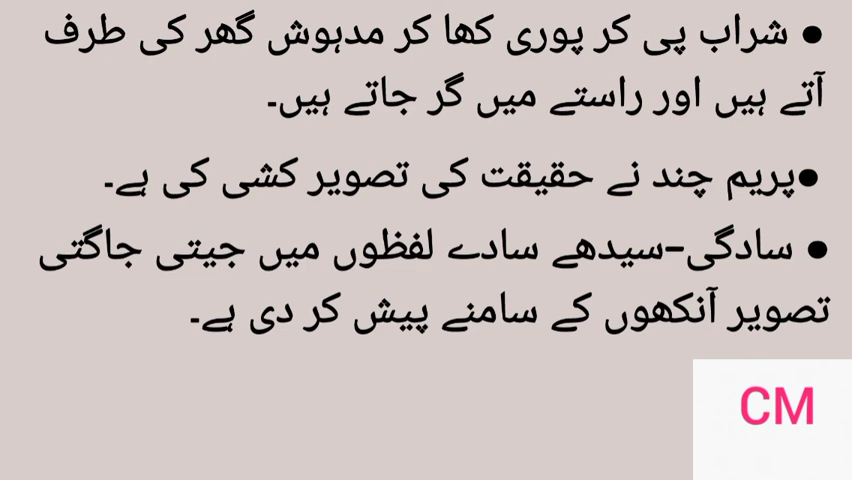 ● شراب پی کر پوری کھا کر مدہوش گھر کی طرف
آتے ہیں اور راستے میں گر جاتے ہیں۔
●پریم چند نے حقیقت کی تصویر کشی کی ہے۔
● سادگی–سیدھے سادے لفظوں میں جیتی جاگتی
تصویر آنکھوں کے سامنے پیش کر دی ہے۔
CM